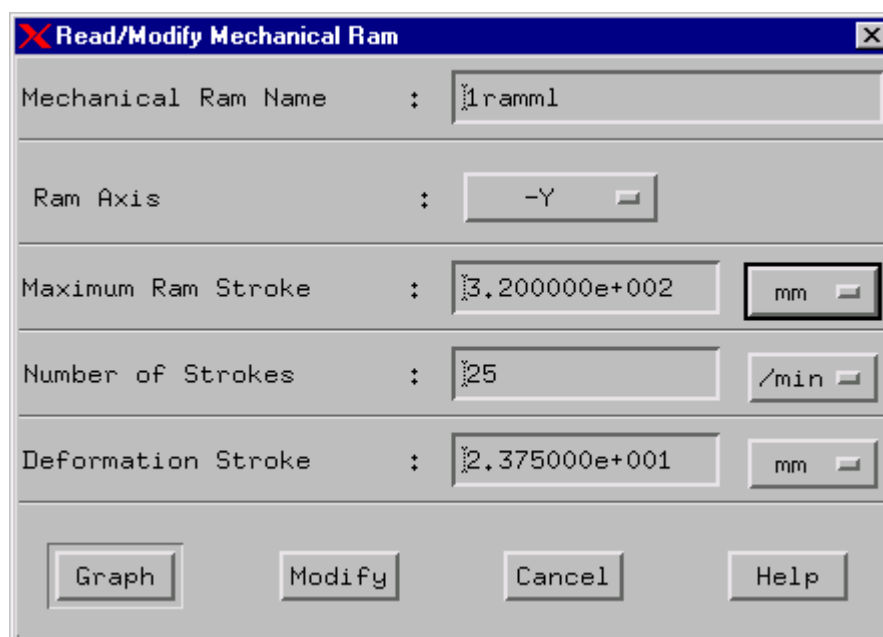 Read/Modify Mechanical Ram
Mechanical Ram Name : 1ramml
Ram Axis : -Y
Maximum Ram Stroke : 3.200000e+002 mm
Number of Strokes : 25 /min
Deformation Stroke : 2.375000e+001 mm
Graph Modify Cancel Help